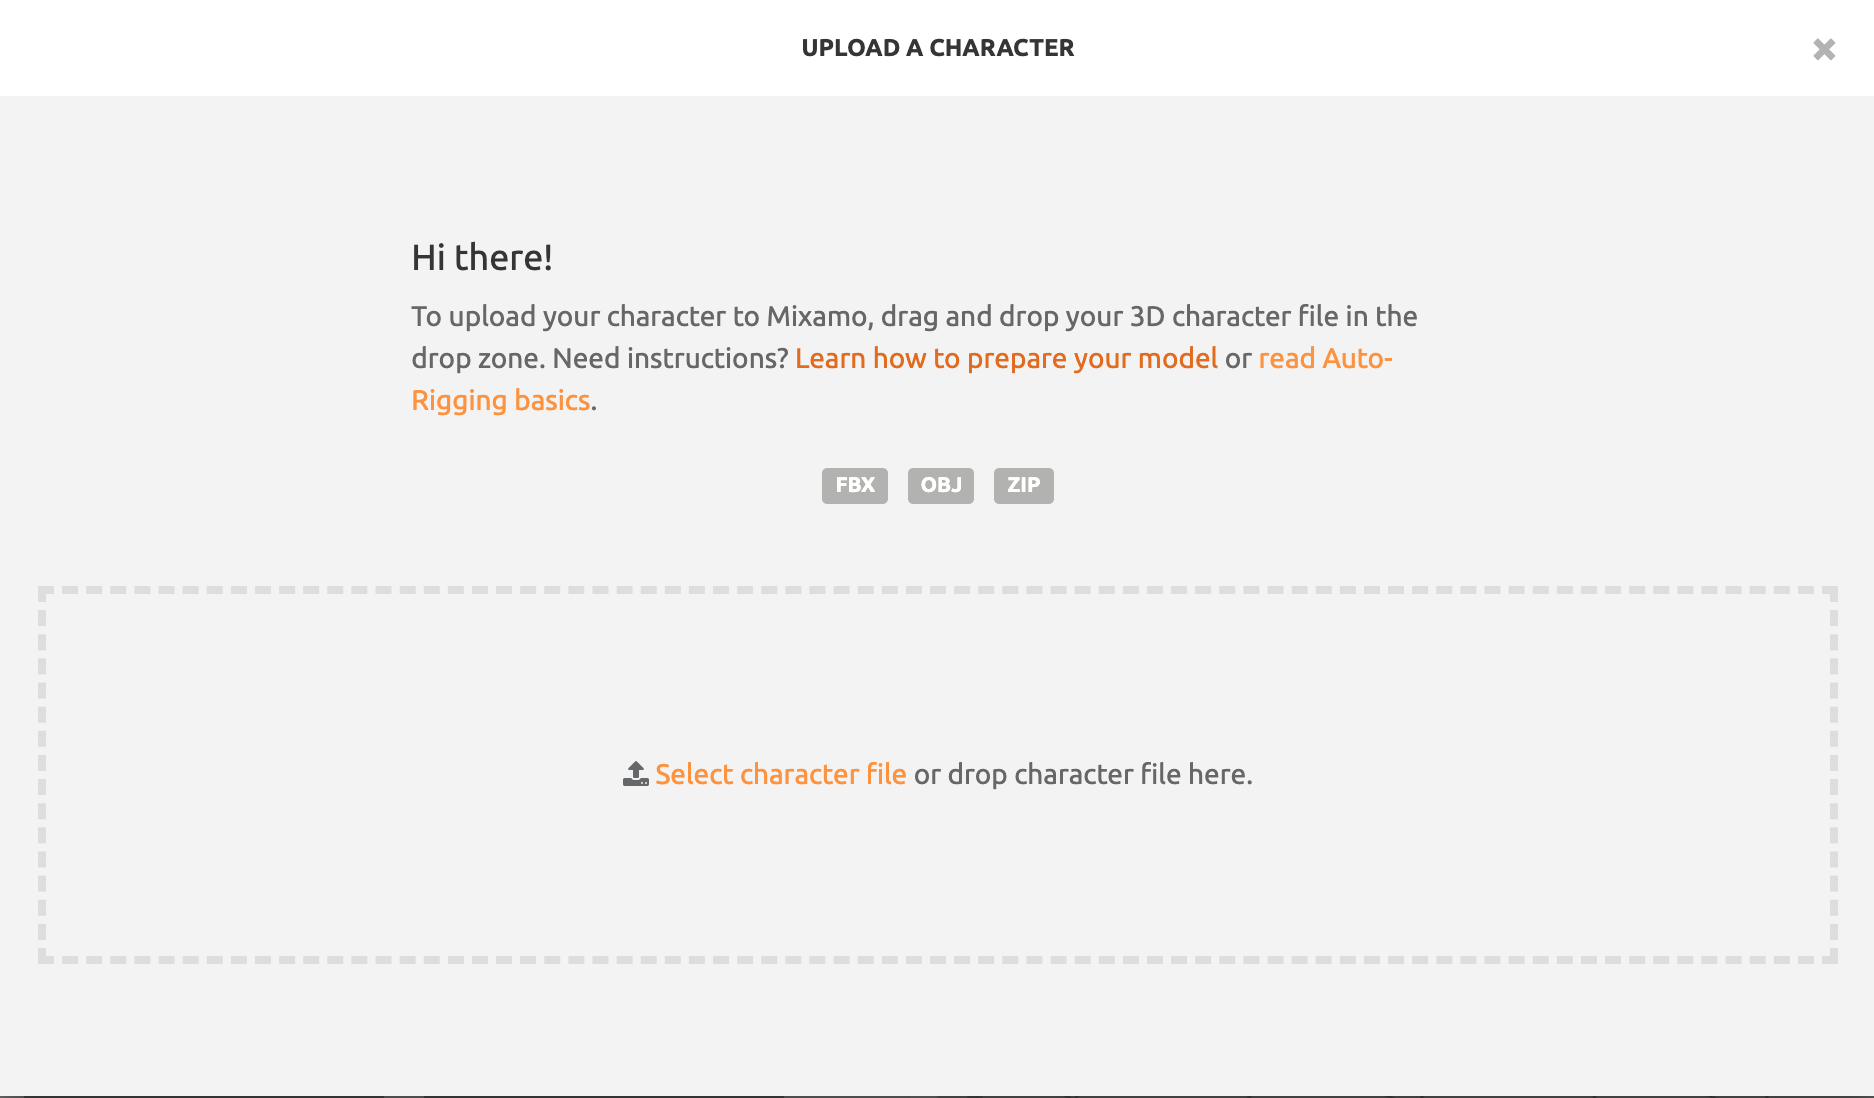 UPLOAD A CHARACTER
Hi there!
To upload your character to Mixamo, drag and drop your 3D character file in the
drop zone. Need instructions? Learn how to prepare your model or read Auto-
Rigging basics.
FBX OBJ ZIP
Select character file or drop character file here.